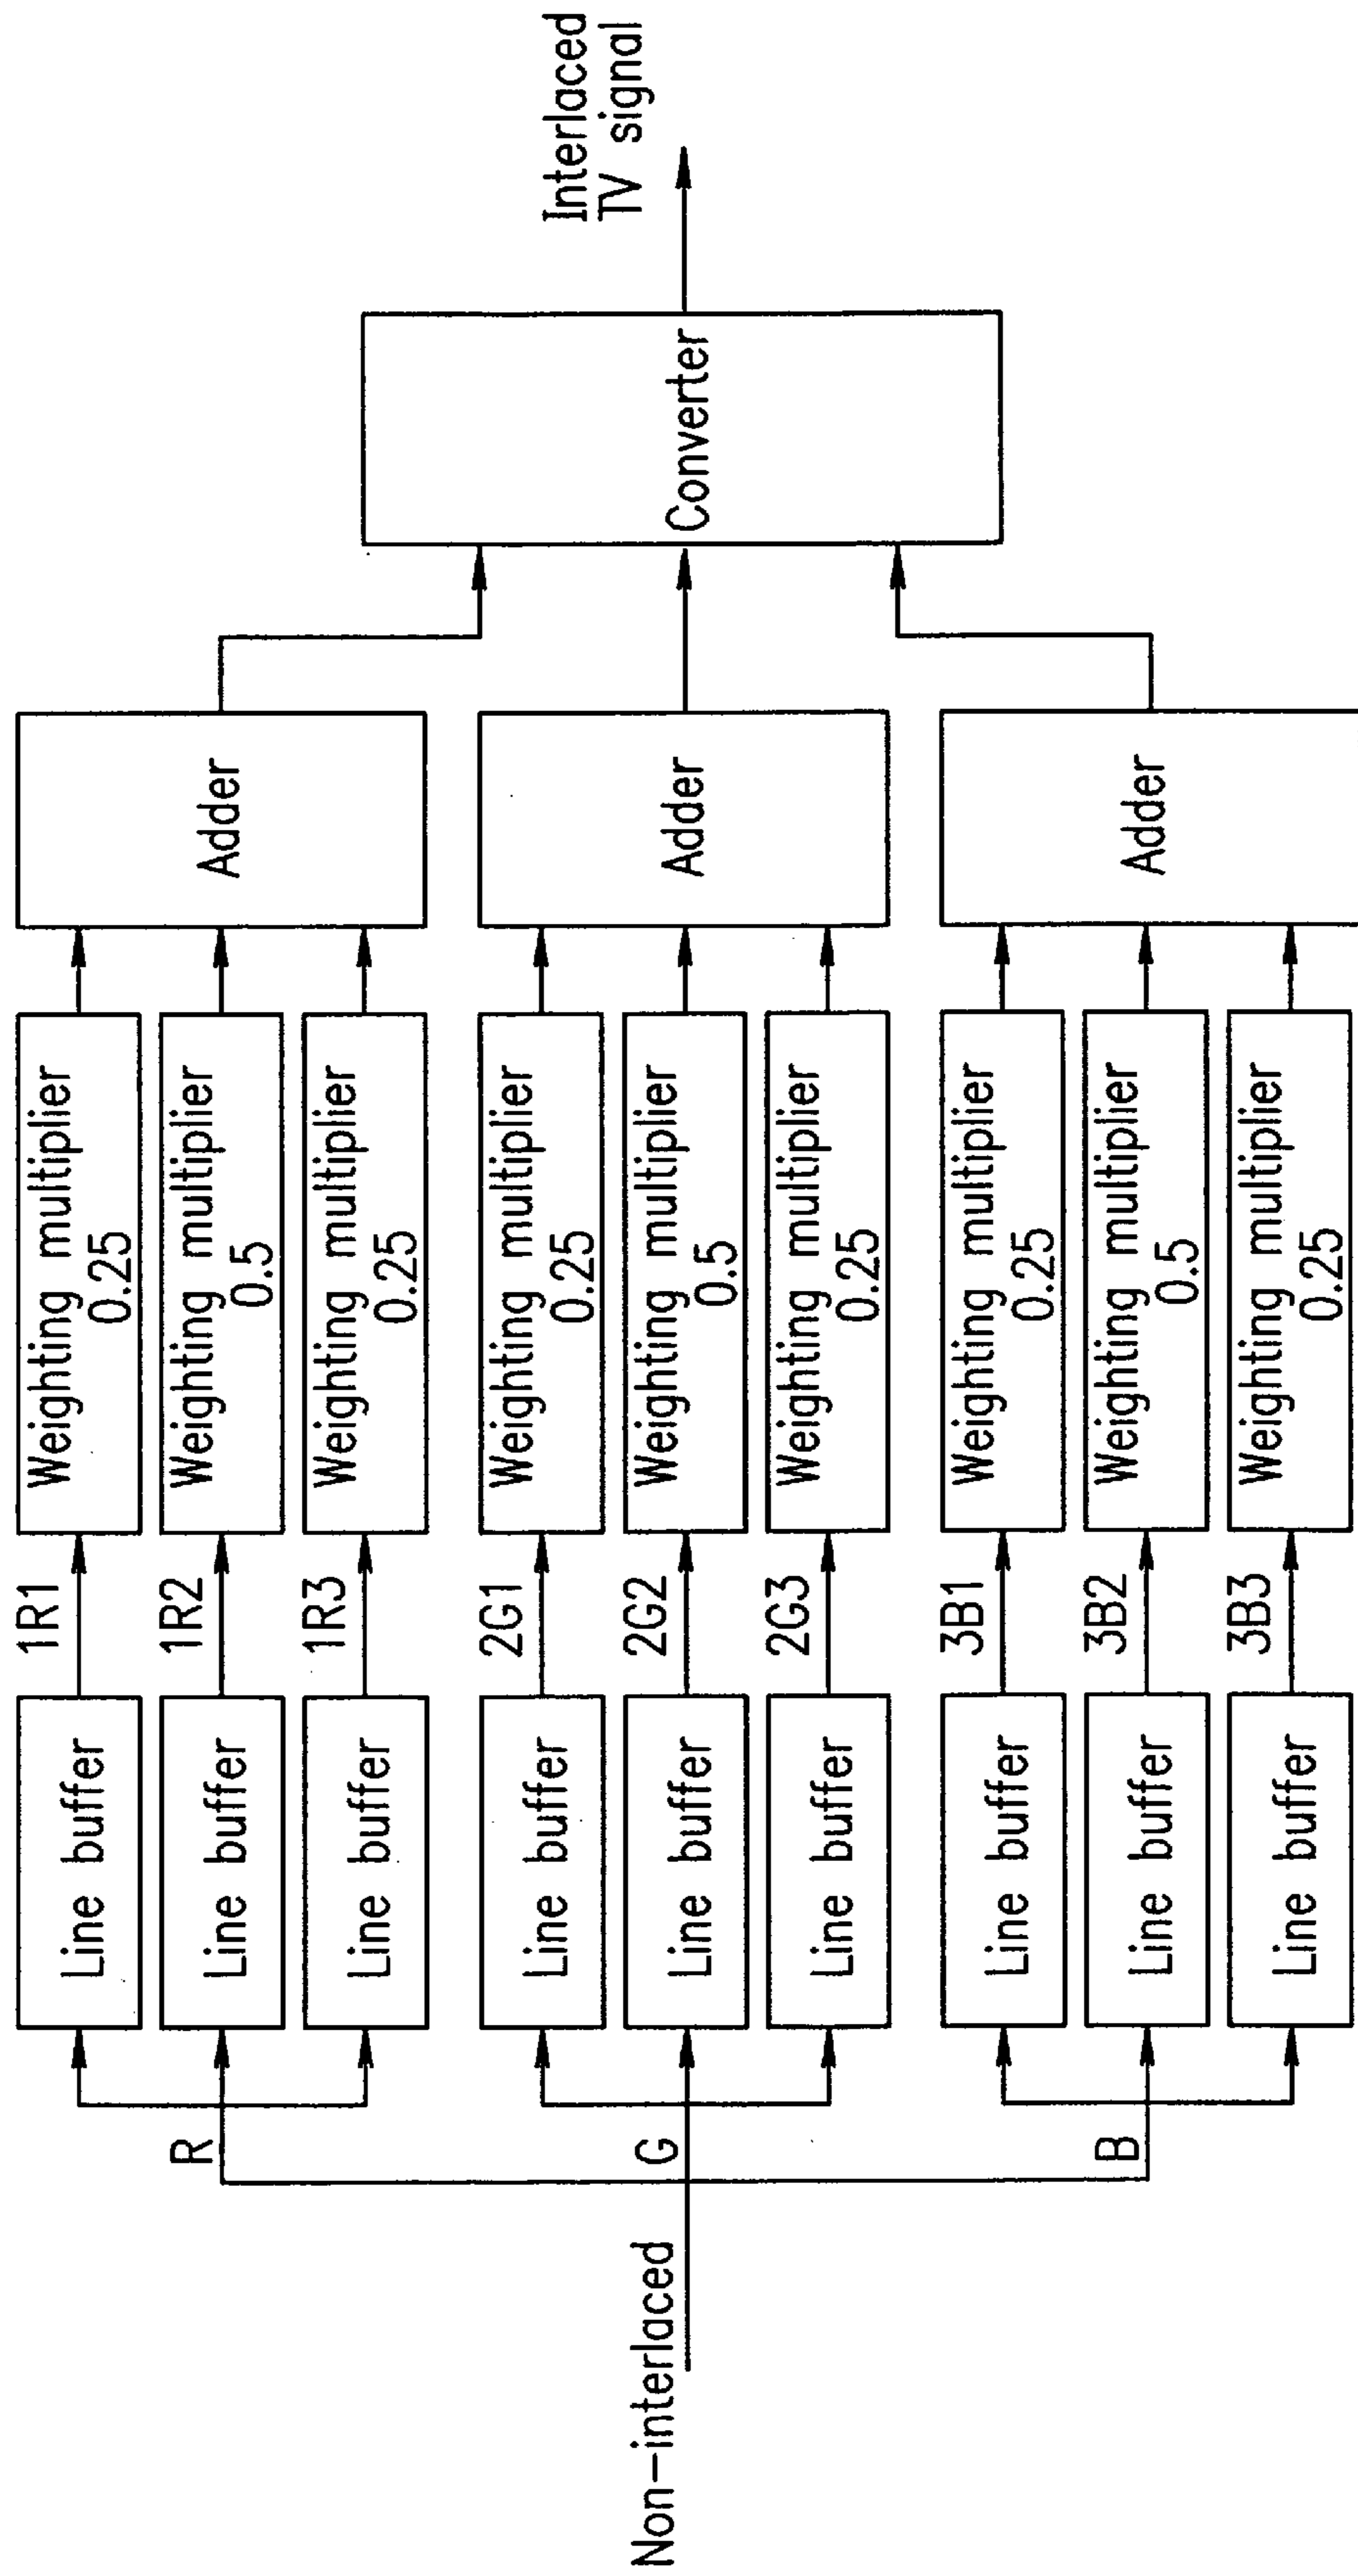 Non-interlaced
R
G
B
Line buffer
Line buffer
Line buffer
Line buffer
Line buffer
Line buffer
Line buffer
Line buffer
Line buffer
1R1
1R2
1R3
2G1
2G2
2G3
3B1
3B2
3B3
Weighting multiplier
0.25
Weighting multiplier
0.5
Weighting multiplier
0.25
Weighting multiplier
0.25
Weighting multiplier
0.5
Weighting multiplier
0.25
Weighting multiplier
0.25
Weighting multiplier
0.5
Weighting multiplier
0.25
Adder
Adder
Adder
Converter
Interlaced
TV signal